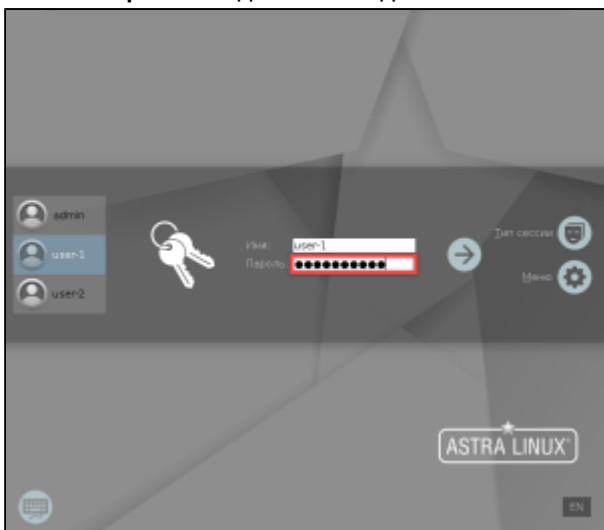 admin
user-1
user-2
Имя:
user-1
Пароль:
Тип сессии
Меню
ASTRA LINUX®
EN